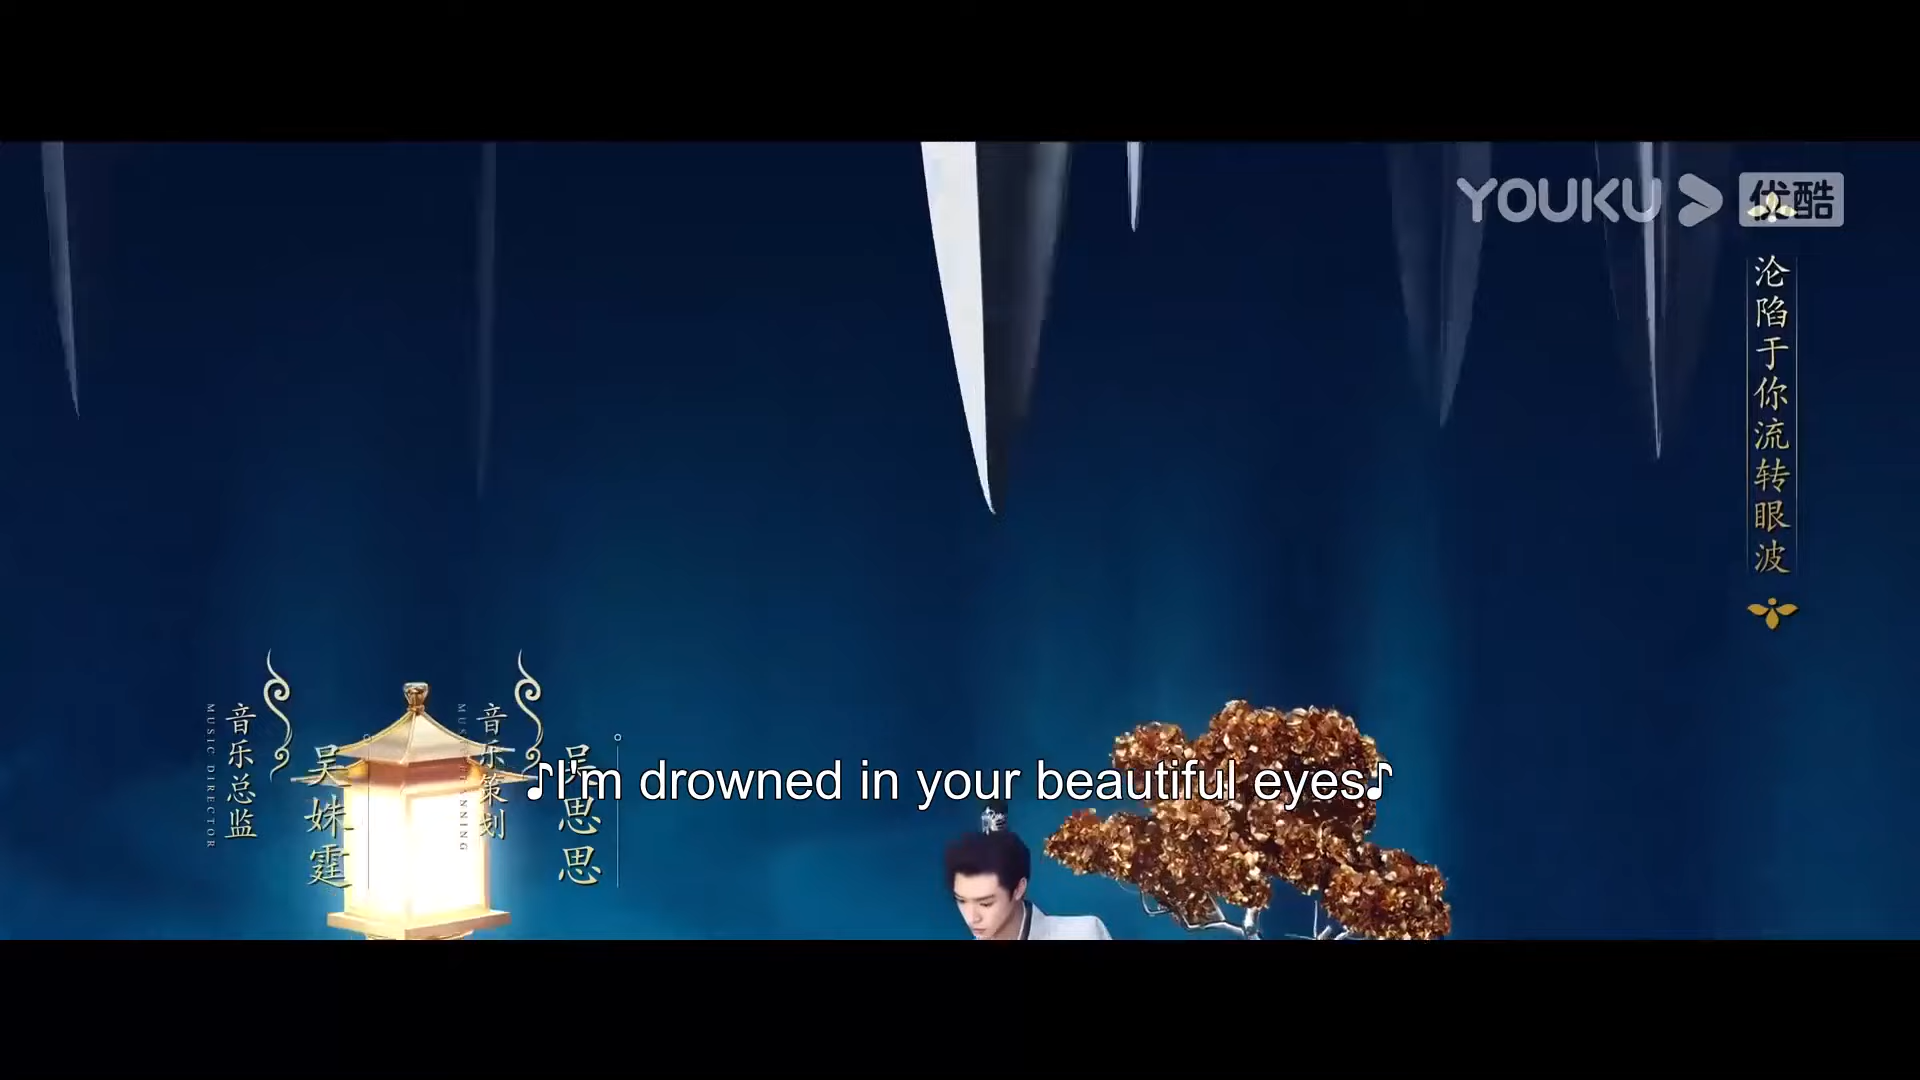 YOUKU 优酷
沦陷于你流转眼波
音乐总监
MUSIC DIRECTOR
吴姝霆
音乐策划
吴思思
♪I'm drowned in your beautiful eyes♪